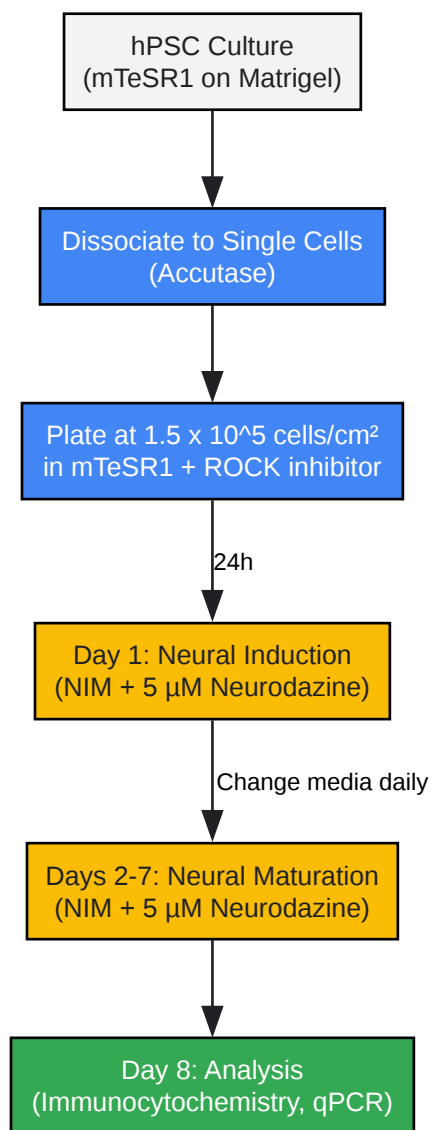 hPSC Culture
(mTeSR1 on Matrigel)
Dissociate to Single Cells
(Accutase)
Plate at 1.5 x 10^5 cells/cm²
in mTeSR1 + ROCK inhibitor
24h
Day 1: Neural Induction
(NIM + 5 µM Neurodazine)
Change media daily
Days 2-7: Neural Maturation
(NIM + 5 µM Neurodazine)
Day 8: Analysis
(Immunocytochemistry, qPCR)